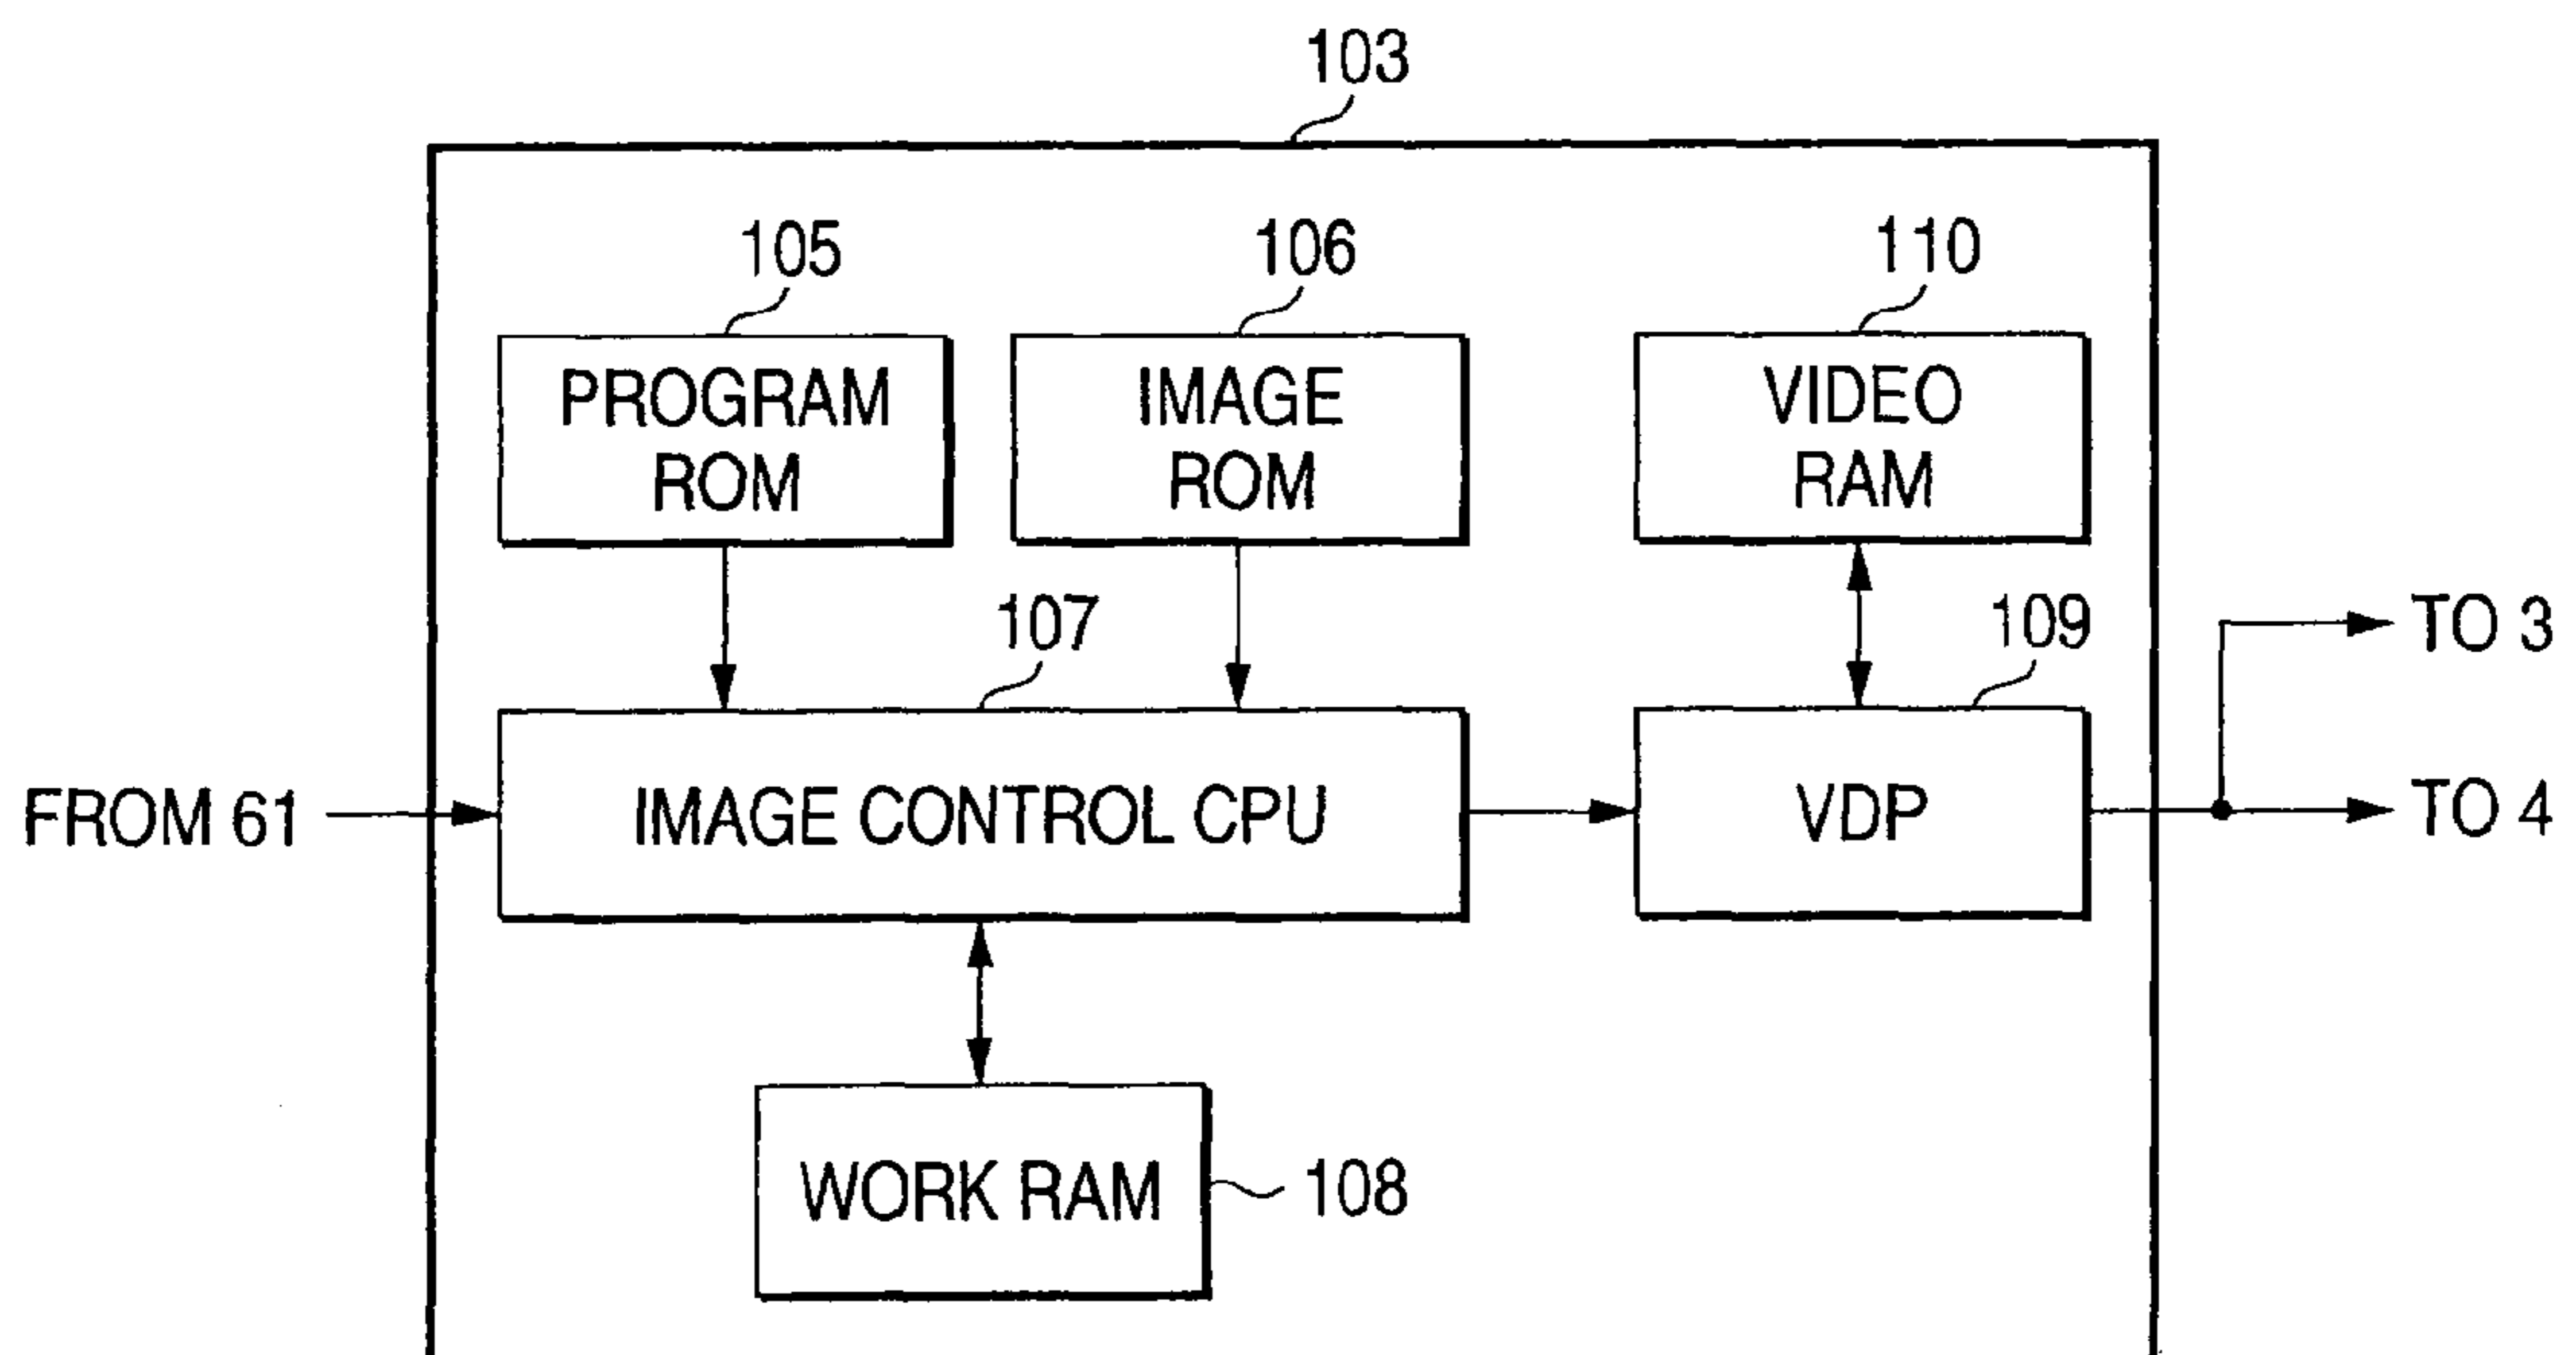 103
105
106
110
PROGRAM
ROM
IMAGE
ROM
VIDEO
RAM
107
109
TO 3
FROM 61
IMAGE CONTROL CPU
VDP
TO 4
WORK RAM
108